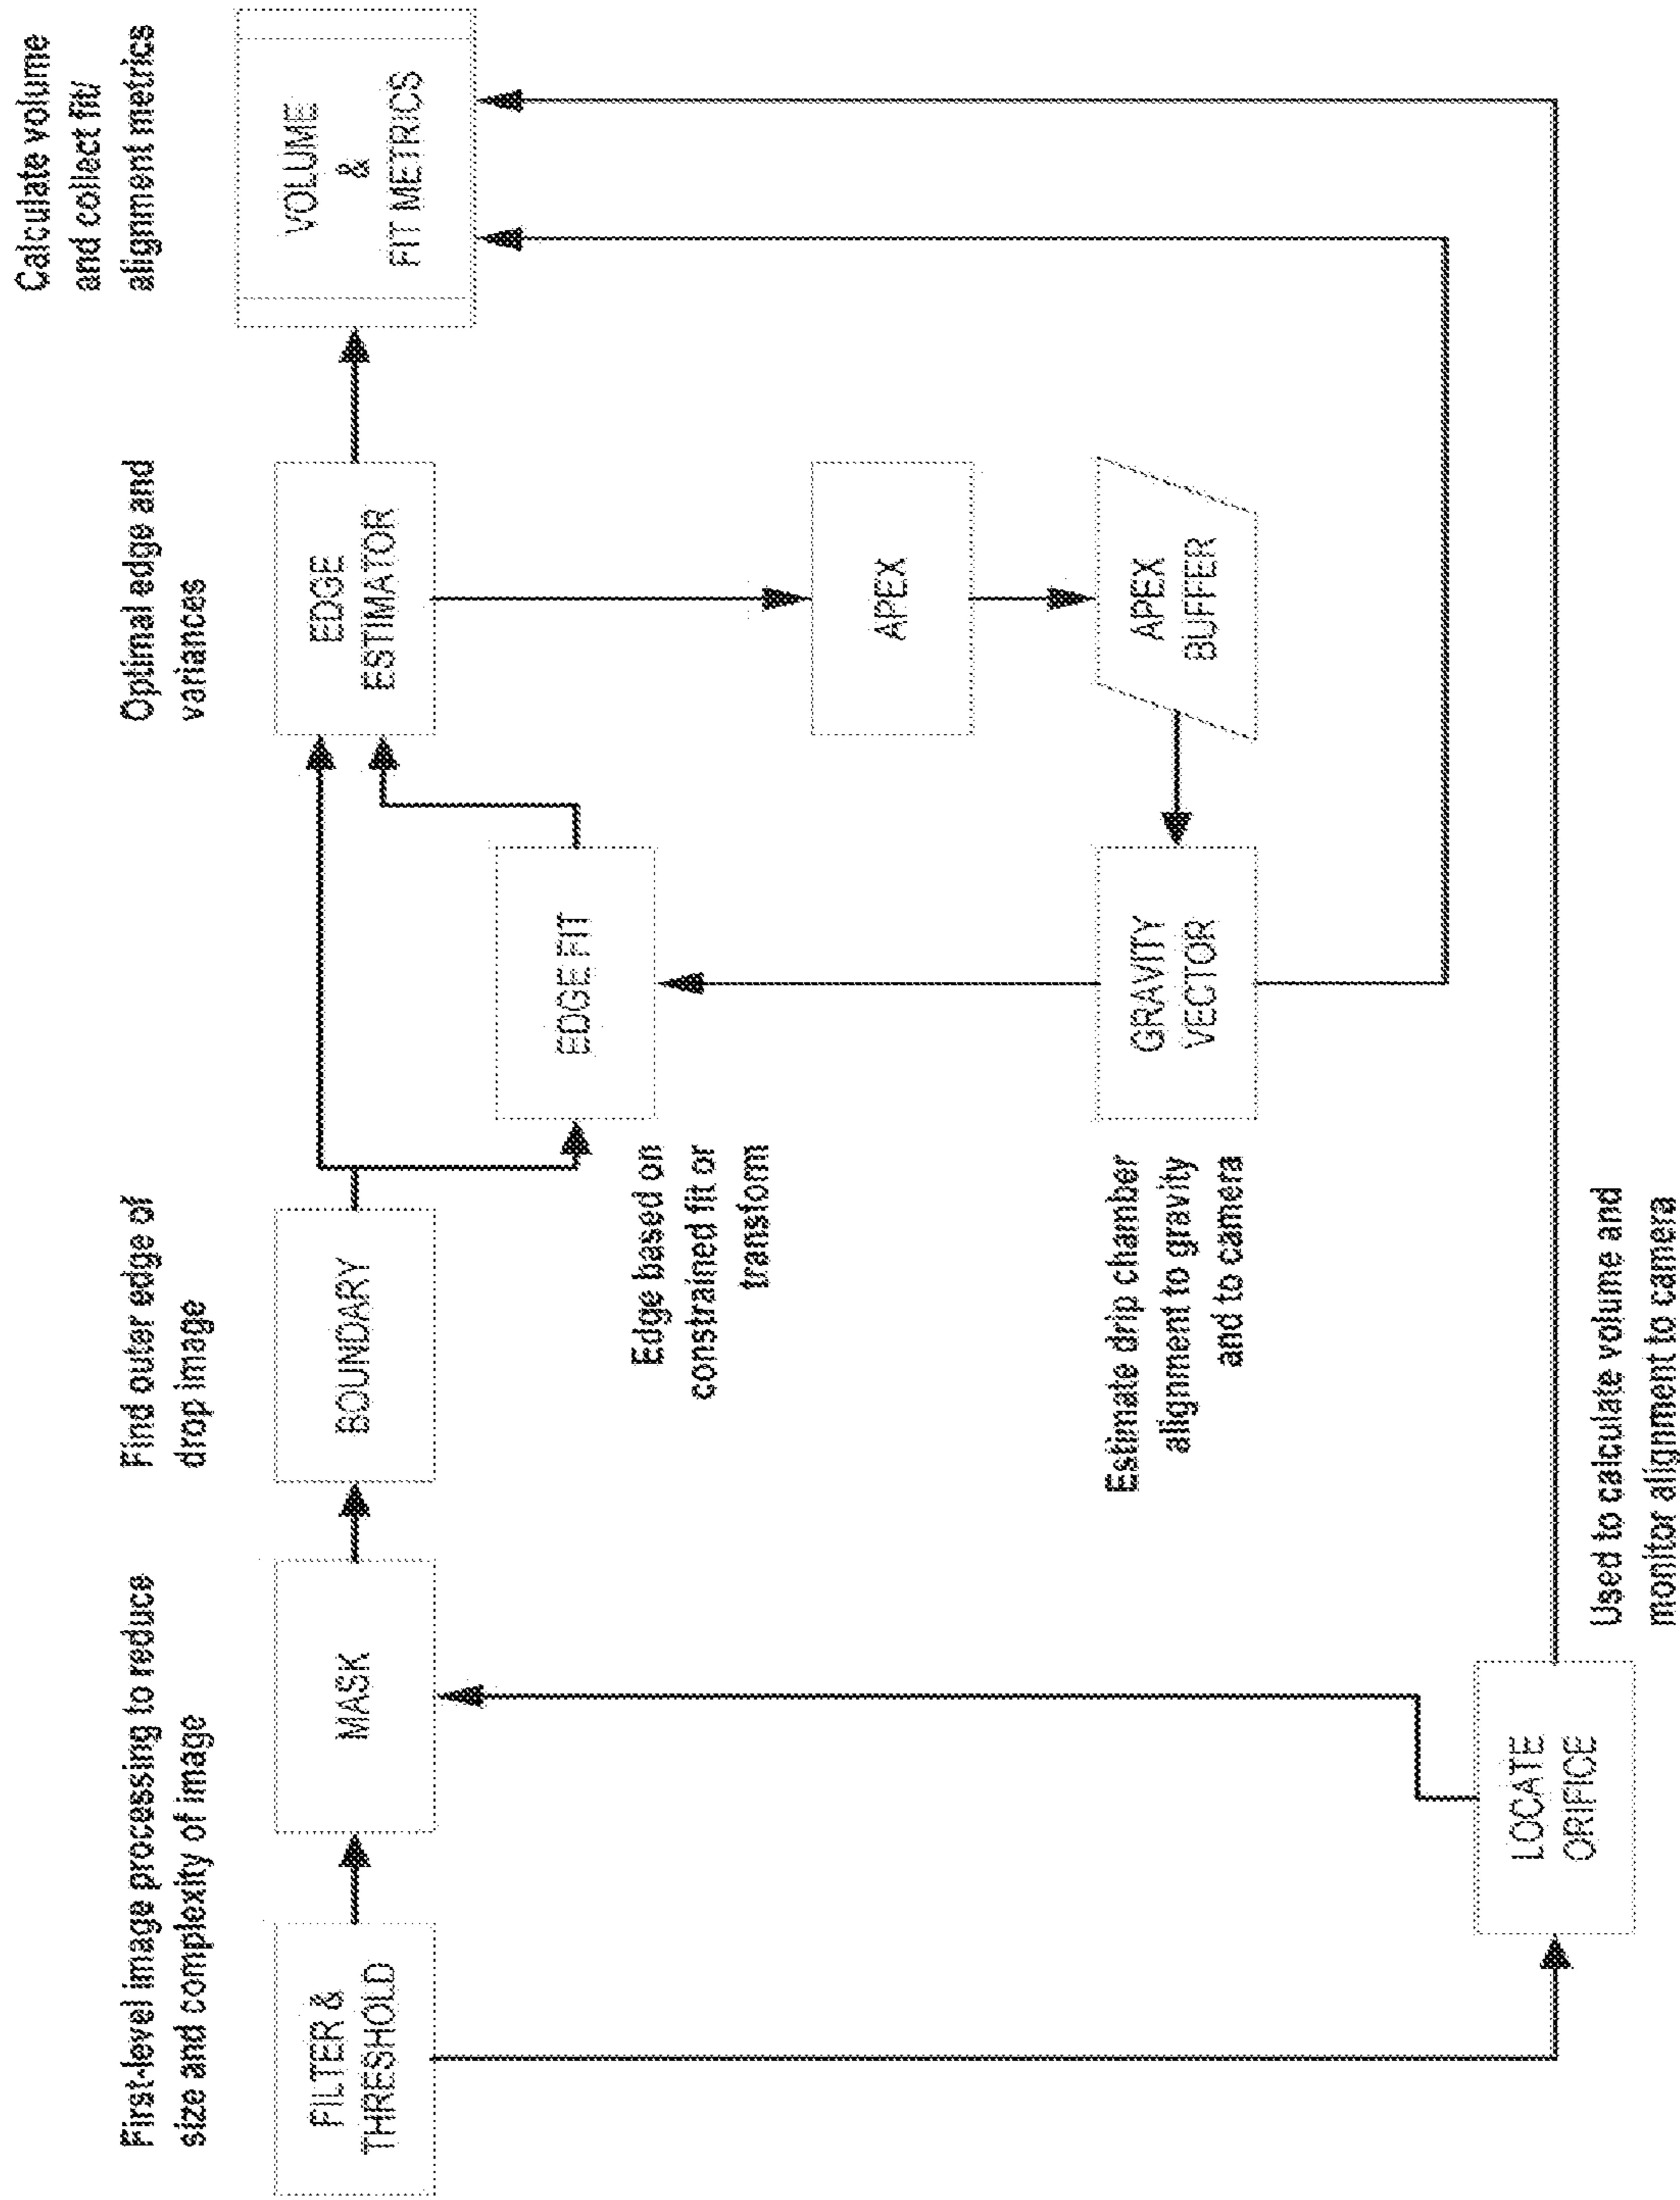 First-level image processing to reduce
size and complexity of image
Find outer edge of
drop image
Optimal edge and
variances
Calculate volume
and collect fit/
alignment metrics
FILTER &
THRESHOLD
MASK
BOUNDARY
EDGE
ESTIMATOR
VOLUME
&
FIT METRICS
EDGE FIT
Edge based on
constrained fit or
transform
APEX
GRAVITY
VECTOR
APEX
BUFFER
Estimate drip chamber
alignment to gravity
and to camera
LOCATE
ORIFICE
Used to calculate volume and
monitor alignment to camera